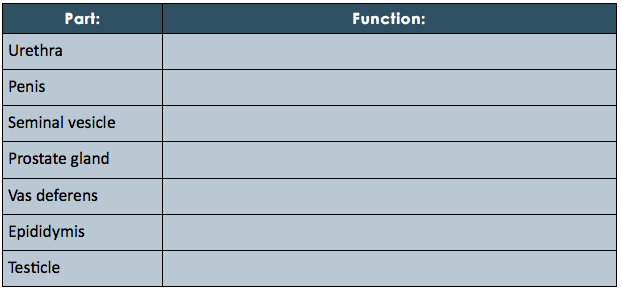 Part: Function:
Urethra
Penis
Seminal vesicle
Prostate gland
Vas deferens
Epididymis
Testicle